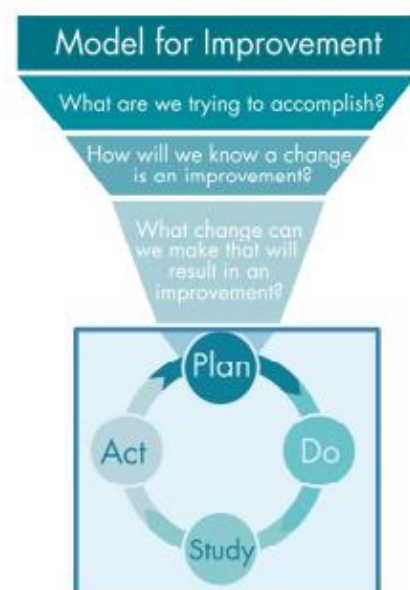 Model for Improvement
What are we trying to accomplish?
How will we know a change
is an improvement?
What change can
we make that will
result in an
improvement?
Plan
Act
Do
Study